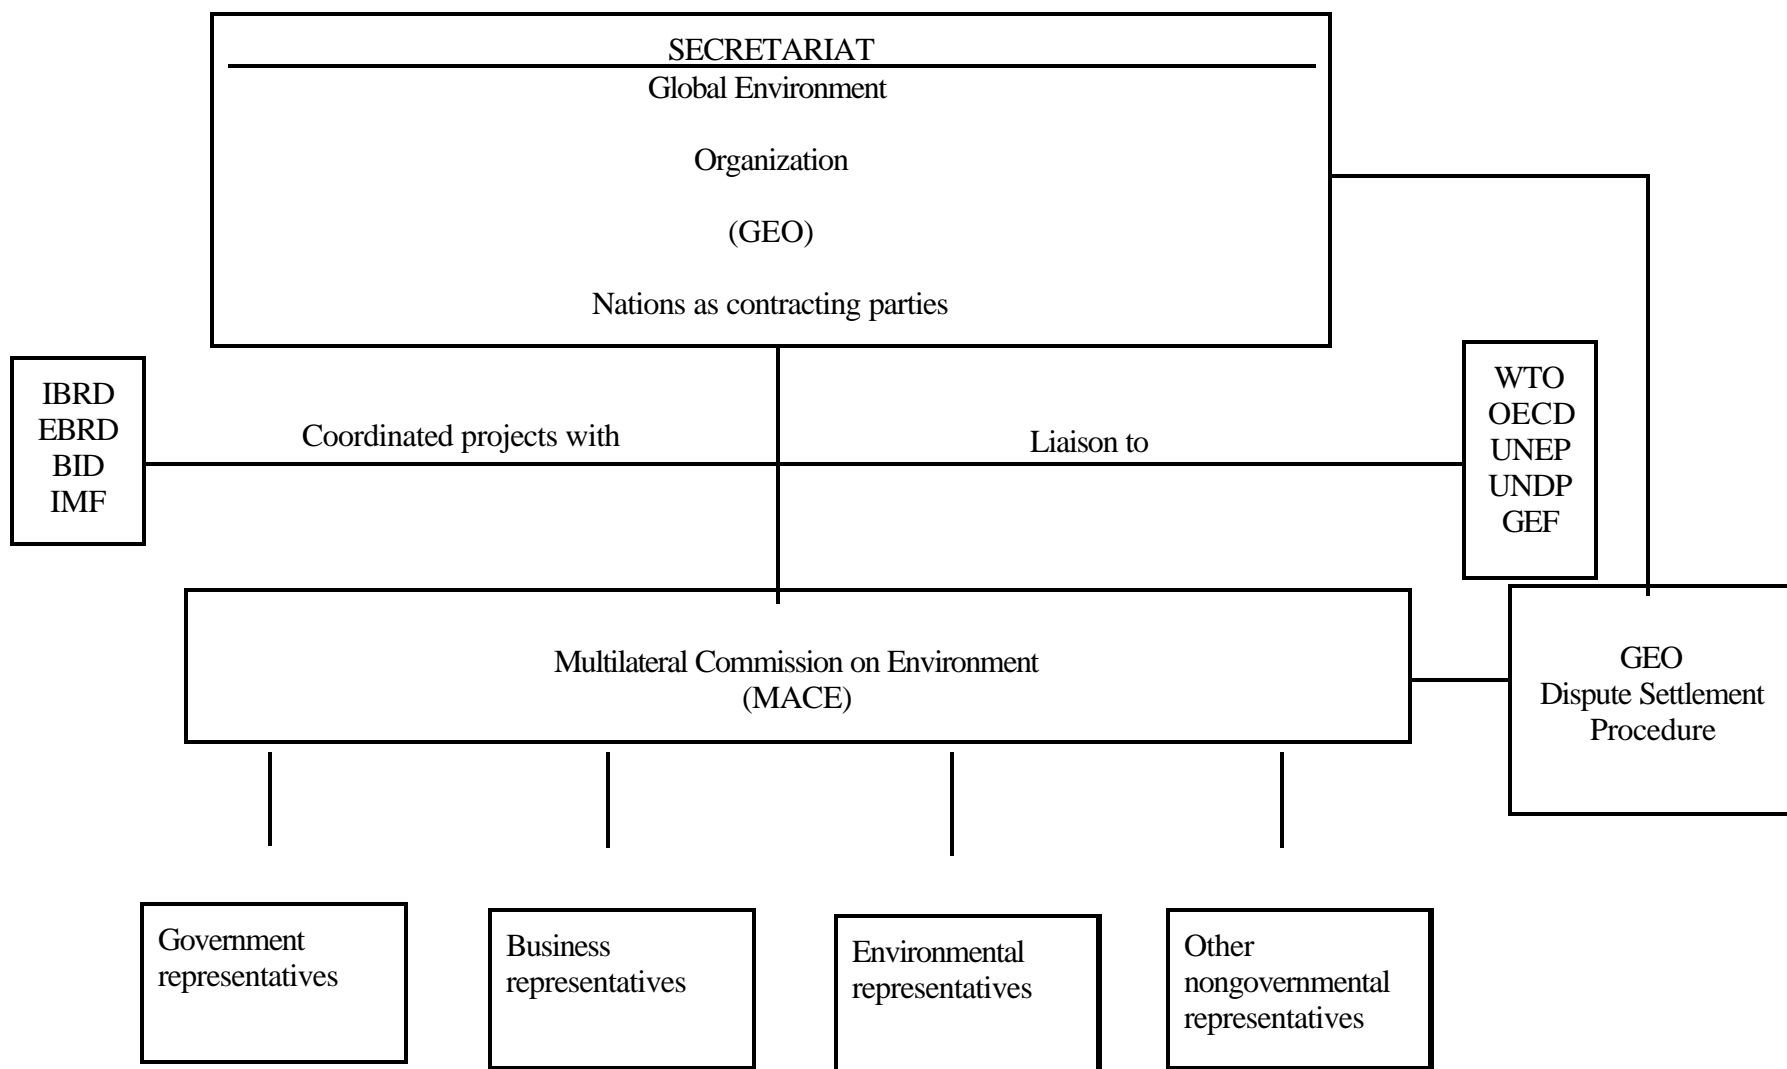 SECRETARIAT
Global Environment
Organization
(GEO)
Nations as contracting parties
IBRD
EBRD
BID
IMF
Coordinated projects with
Liaison to
WTO
OECD
UNEP
UNDP
GEF
Multilateral Commission on Environment
(MACE)
GEO
Dispute Settlement
Procedure
Government
representatives
Business
representatives
Environmental
representatives
Other
nongovernmental
representatives